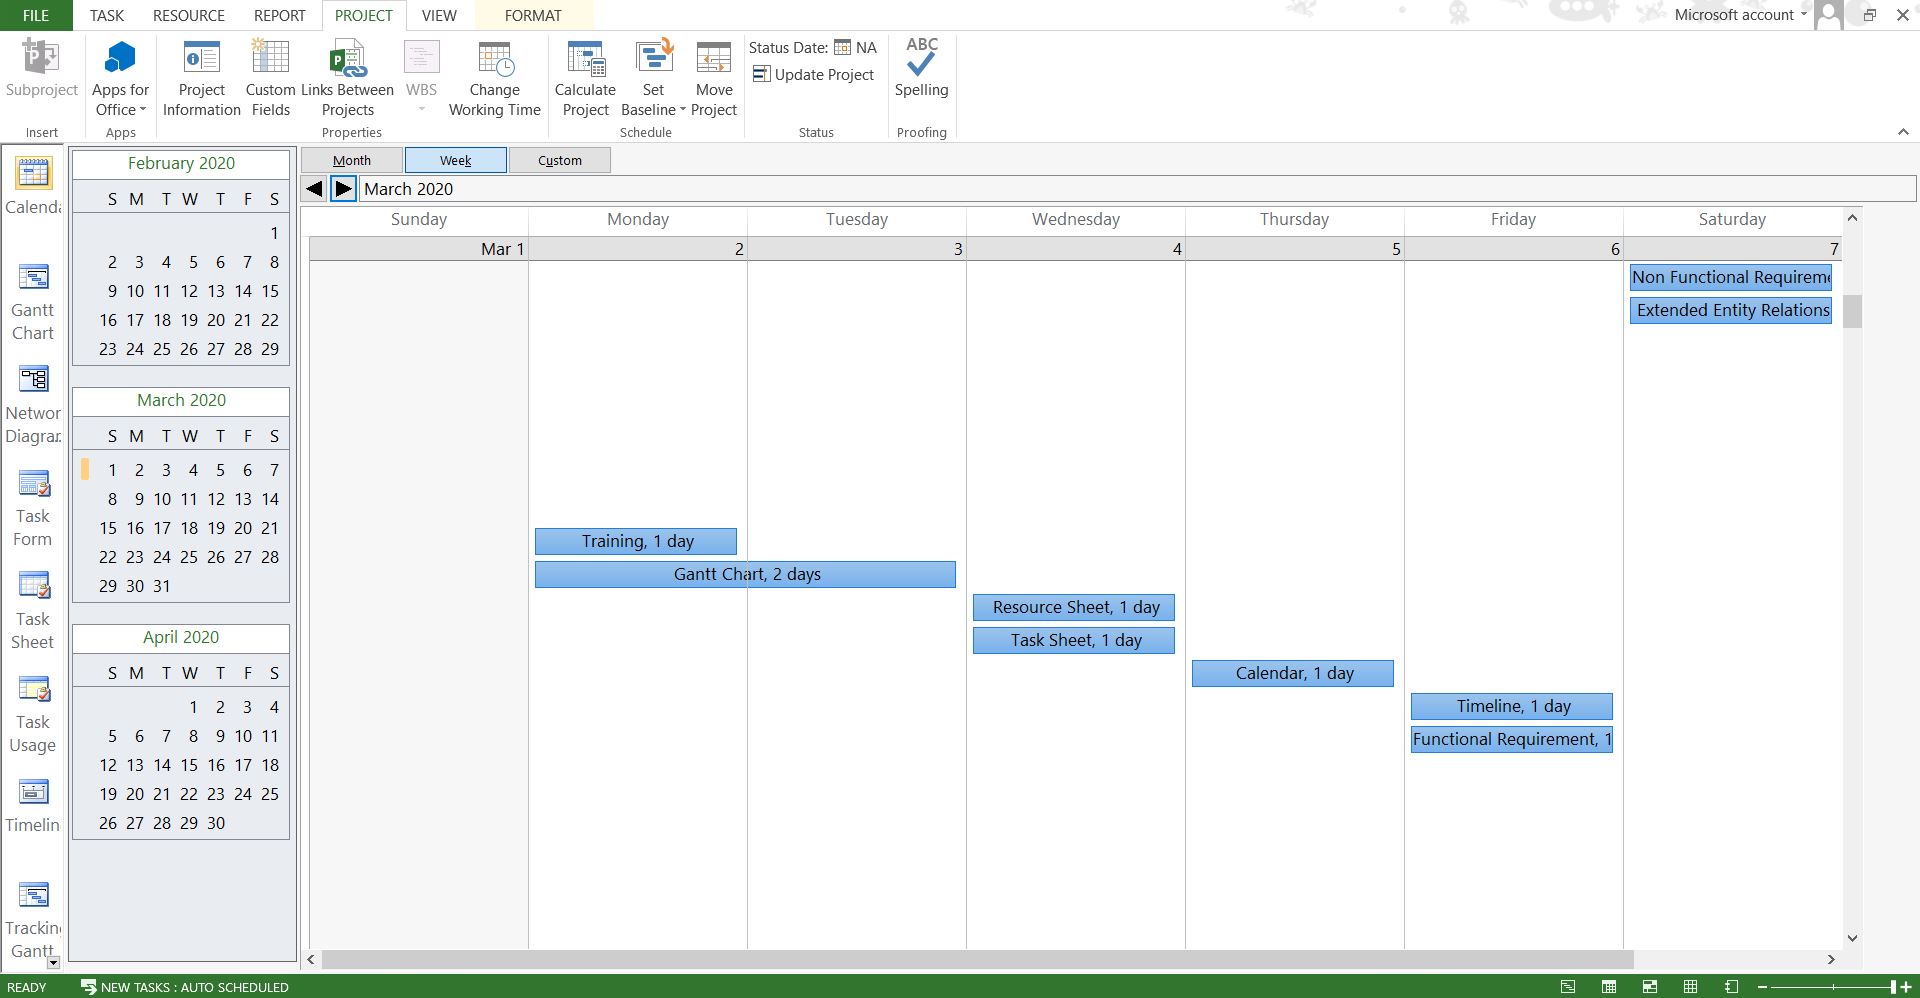 FILE TASK RESOURCE REPORT PROJECT VIEW FORMAT Microsoft account
Subproject
Apps for Office
Project Information
Custom Fields
Links Between Projects
WBS
Change Working Time
Calculate Project
Set Baseline
Move Project
Status Date: NA
Update Project
ABC
Spelling
Insert Apps Properties Schedule Status Proofing
Calenda
Gantt
Chart
Networ
Diagra
Task
Form
Task
Sheet
Task
Usage
Timelin
Trackin
Gantt
February 2020
S M T W T F S
1
2 3 4 5 6 7 8
9 10 11 12 13 14 15
16 17 18 19 20 21 22
23 24 25 26 27 28 29
March 2020
S M T W T F S
1 2 3 4 5 6 7
8 9 10 11 12 13 14
15 16 17 18 19 20 21
22 23 24 25 26 27 28
29 30 31
April 2020
S M T W T F S
1 2 3 4
5 6 7 8 9 10 11
12 13 14 15 16 17 18
19 20 21 22 23 24 25
26 27 28 29 30
Month Week Custom
March 2020
Sunday Monday Tuesday Wednesday Thursday Friday Saturday
Mar 1 2 3 4 5 6 7
Non Functional Requirem
Extended Entity Relations
Training, 1 day
Gantt Chart, 2 days
Resource Sheet, 1 day
Task Sheet, 1 day
Calendar, 1 day
Timeline, 1 day
Functional Requirement, 1
READY NEW TASKS : AUTO SCHEDULED